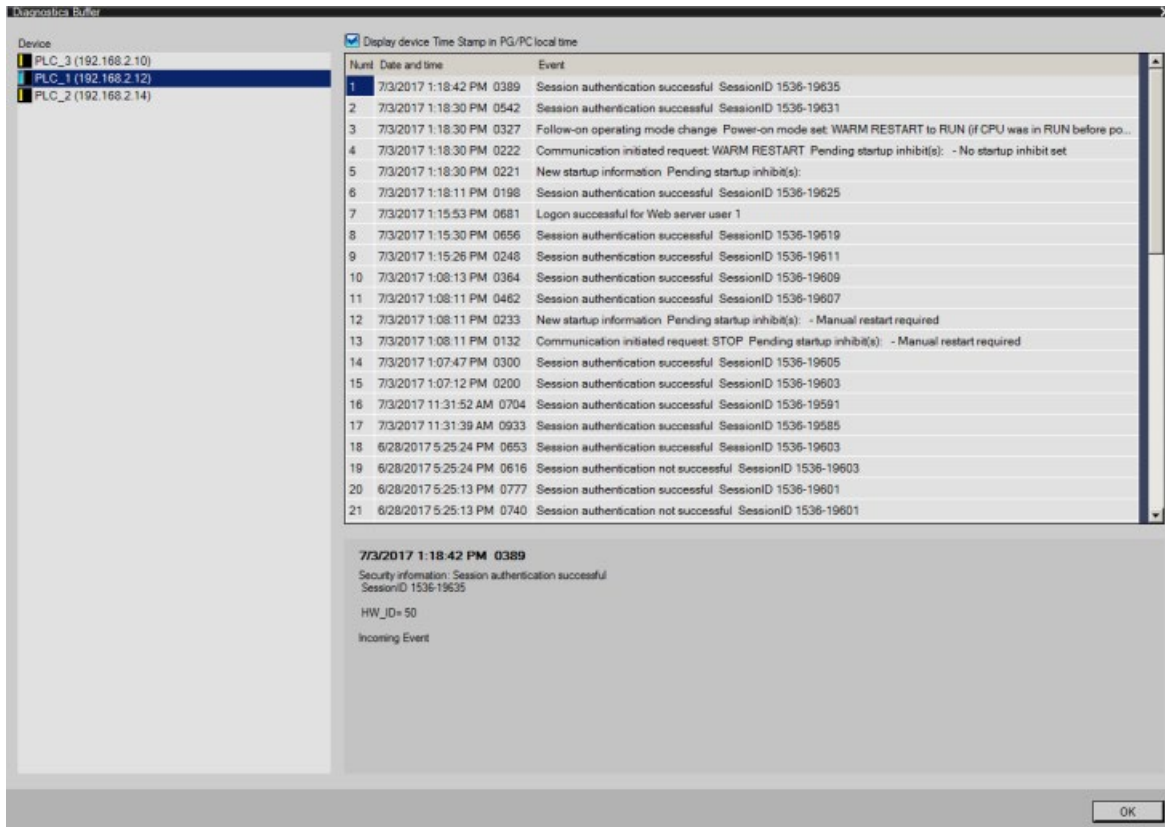 Diagnostics Buffer
Device
PLC_3 (192.168.2.10)
PLC_1 (192.168.2.12)
PLC_2 (192.168.2.14)
Display device Time Stamp in PG/PC local time
Numl Date and time Event
1 7/3/2017 1:18:42 PM 0389 Session authentication successful SessionID 1536-19635
2 7/3/2017 1:18:30 PM 0542 Session authentication successful SessionID 1536-19631
3 7/3/2017 1:18:30 PM 0327 Follow-on operating mode change Power-on mode set: WARM RESTART to RUN (if CPU was in RUN before po...
4 7/3/2017 1:18:30 PM 0222 Communication initiated request: WARM RESTART Pending startup inhibit(s): - No startup inhibit set
5 7/3/2017 1:18:30 PM 0221 New startup information Pending startup inhibit(s):
6 7/3/2017 1:18:11 PM 0198 Session authentication successful SessionID 1536-19625
7 7/3/2017 1:15:53 PM 0681 Logon successful for Web server user 1
8 7/3/2017 1:15:30 PM 0656 Session authentication successful SessionID 1536-19619
9 7/3/2017 1:15:26 PM 0248 Session authentication successful SessionID 1536-19611
10 7/3/2017 1:08:13 PM 0364 Session authentication successful SessionID 1536-19609
11 7/3/2017 1:08:11 PM 0462 Session authentication successful SessionID 1536-19607
12 7/3/2017 1:08:11 PM 0233 New startup information Pending startup inhibit(s): - Manual restart required
13 7/3/2017 1:08:11 PM 0132 Communication initiated request: STOP Pending startup inhibit(s): - Manual restart required
14 7/3/2017 1:07:47 PM 0300 Session authentication successful SessionID 1536-19605
15 7/3/2017 1:07:12 PM 0200 Session authentication successful SessionID 1536-19603
16 7/3/2017 11:31:52 AM 0704 Session authentication successful SessionID 1536-19591
17 7/3/2017 11:31:39 AM 0933 Session authentication successful SessionID 1536-19585
18 6/28/2017 5:25:24 PM 0653 Session authentication successful SessionID 1536-19603
19 6/28/2017 5:25:24 PM 0616 Session authentication not successful SessionID 1536-19603
20 6/28/2017 5:25:13 PM 0777 Session authentication successful SessionID 1536-19601
21 6/28/2017 5:25:13 PM 0740 Session authentication not successful SessionID 1536-19601
7/3/2017 1:18:42 PM 0389
Security information: Session authentication successful
SessionID 1536-19635
HW_ID= 50
Incoming Event
OK